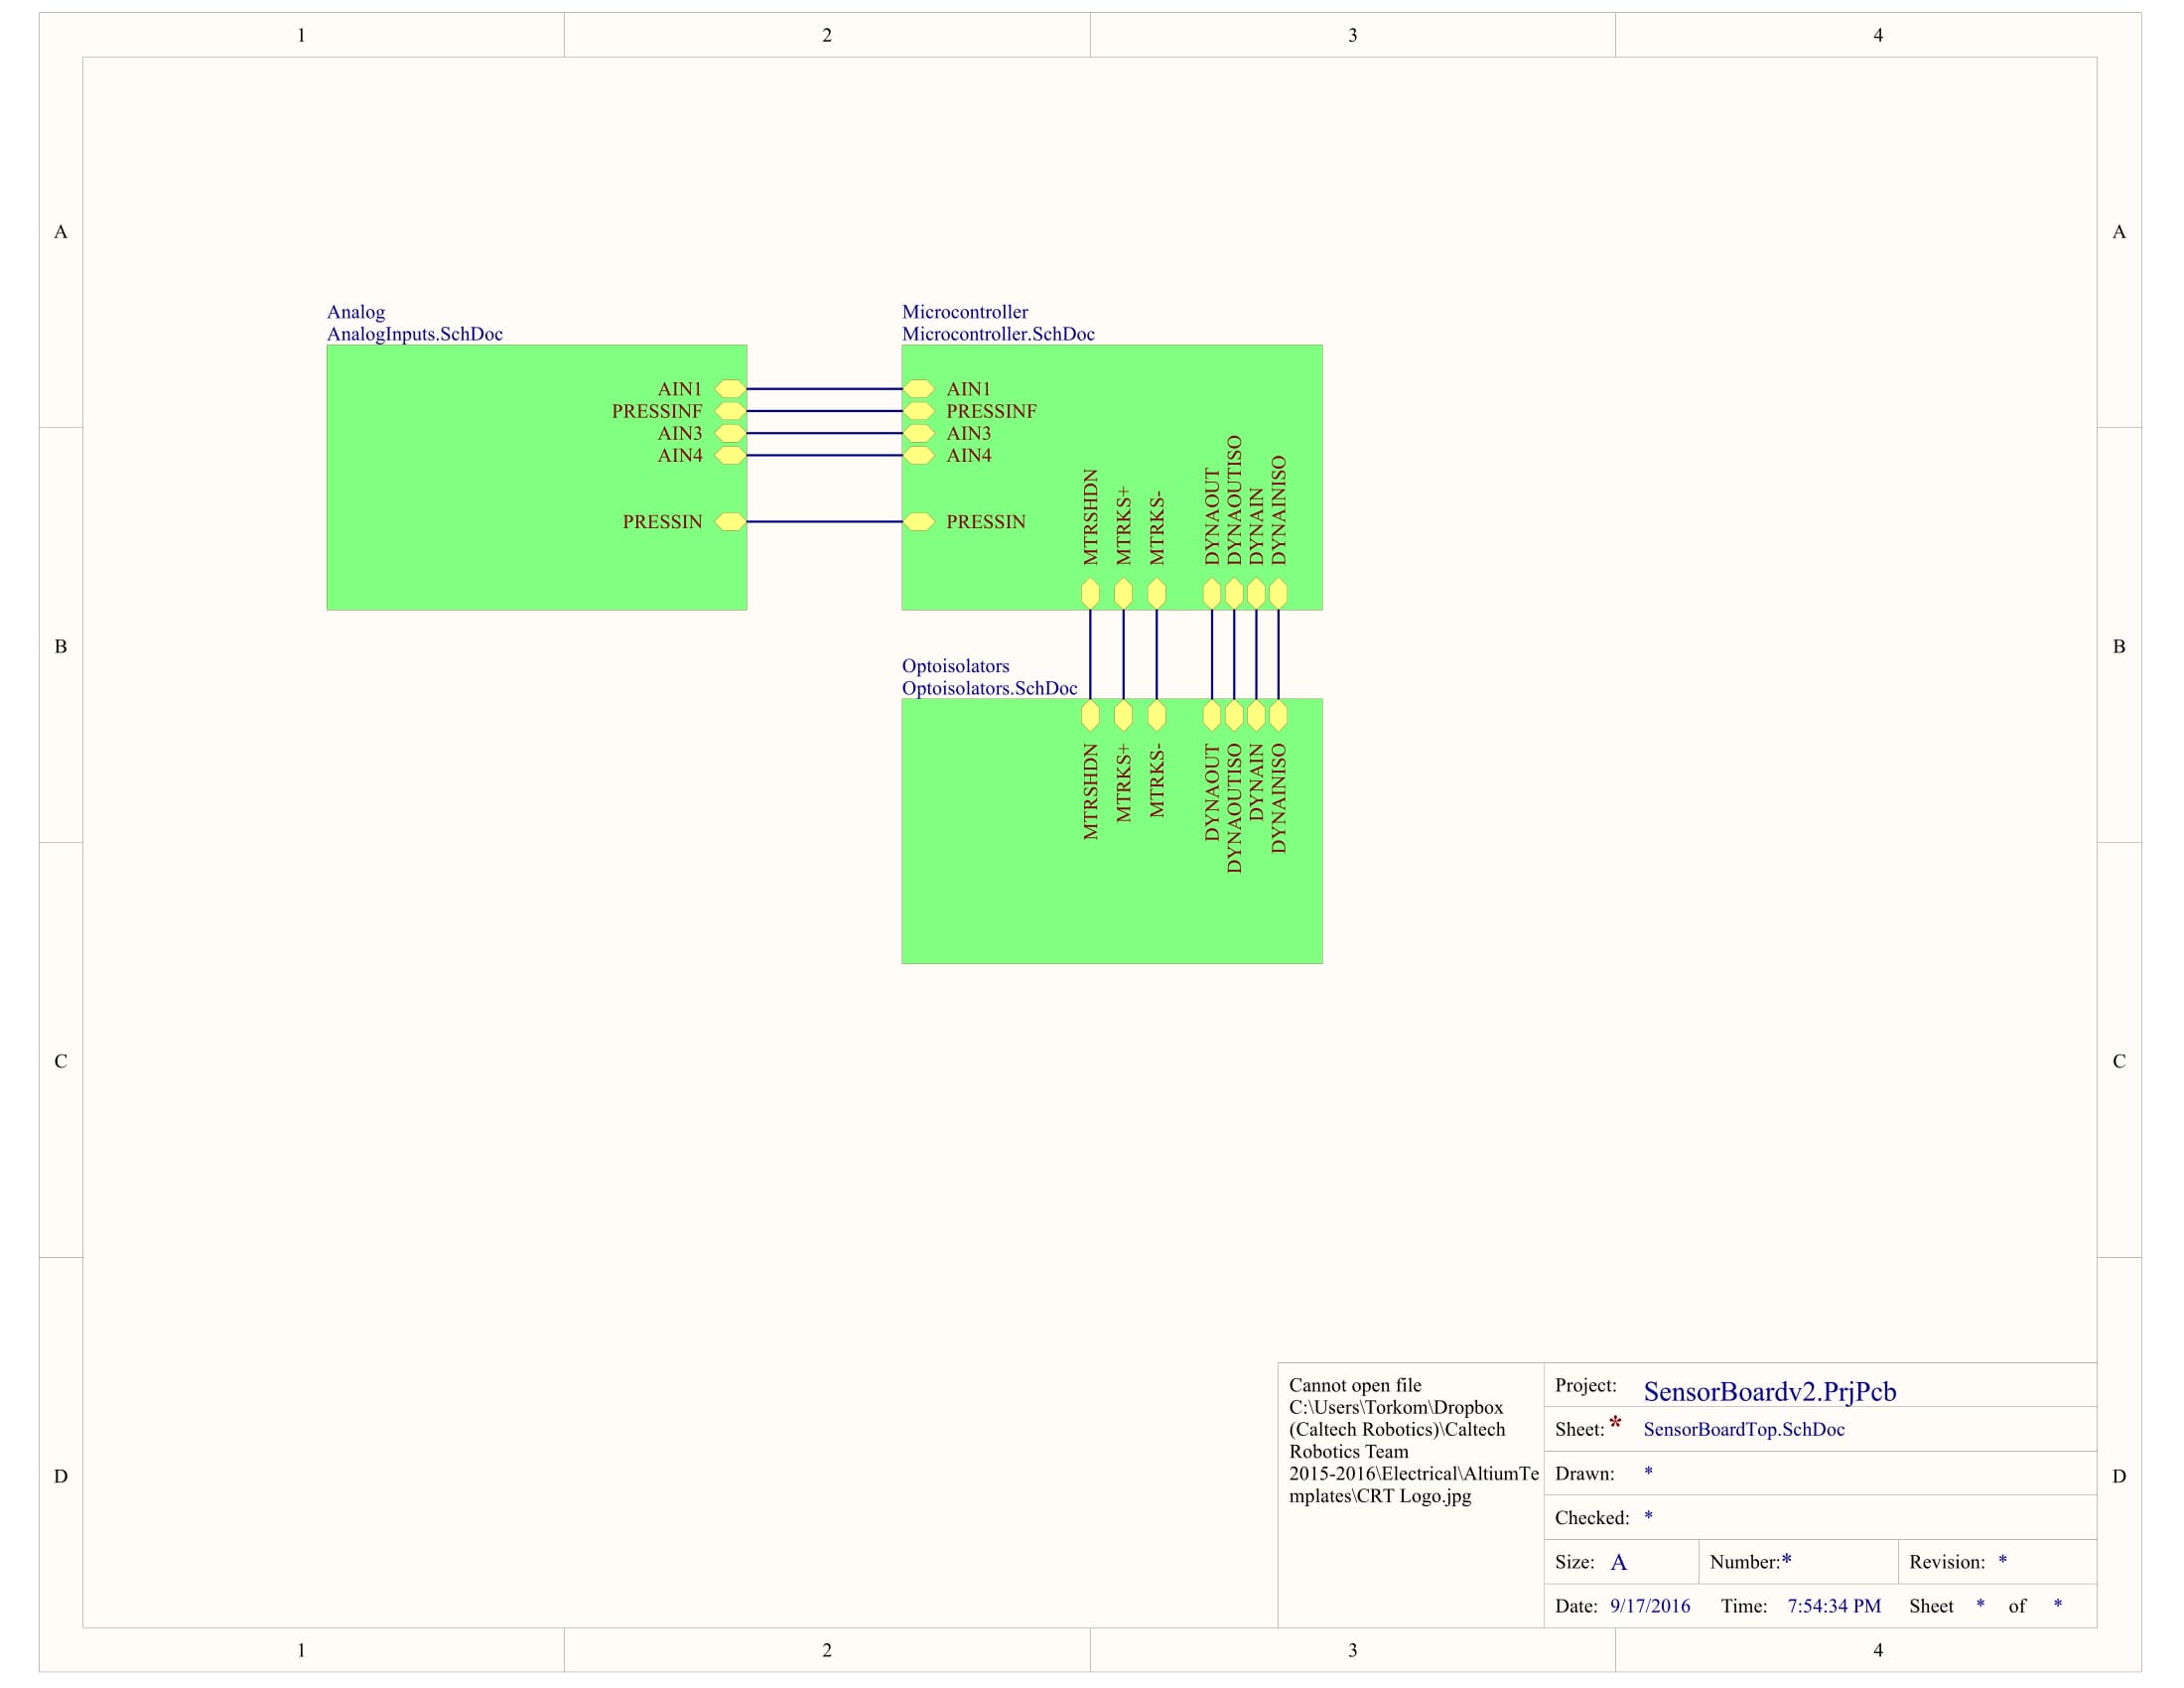 1 2 3 4
A A
Analog
AnalogInputs.SchDoc
Microcontroller
Microcontroller.SchDoc
AIN1 AIN1
PRESSINF PRESSINF
AIN3 AIN3
AIN4 AIN4
PRESSIN PRESSIN
MTRSHDN
MTRKS+
MTRKS-
DYNAOUT
DYNAOUTISO
DYNAIN
DYNAINISO
B B
Optoisolators
Optoisolators.SchDoc
MTRSHDN
MTRKS+
MTRKS-
DYNAOUT
DYNAOUTISO
DYNAIN
DYNAINISO
C C
D D
Cannot open file
C:\Users\Torkom\Dropbox
(Caltech Robotics)\Caltech
Robotics Team
2015-2016\Electrical\AltiumTe
mplates\CRT Logo.jpg
Project: SensorBoardv2.PrjPcb
Sheet: * SensorBoardTop.SchDoc
Drawn: *
Checked: *
Size: A Number:* Revision: *
Date: 9/17/2016 Time: 7:54:34 PM Sheet * of *
1 2 3 4